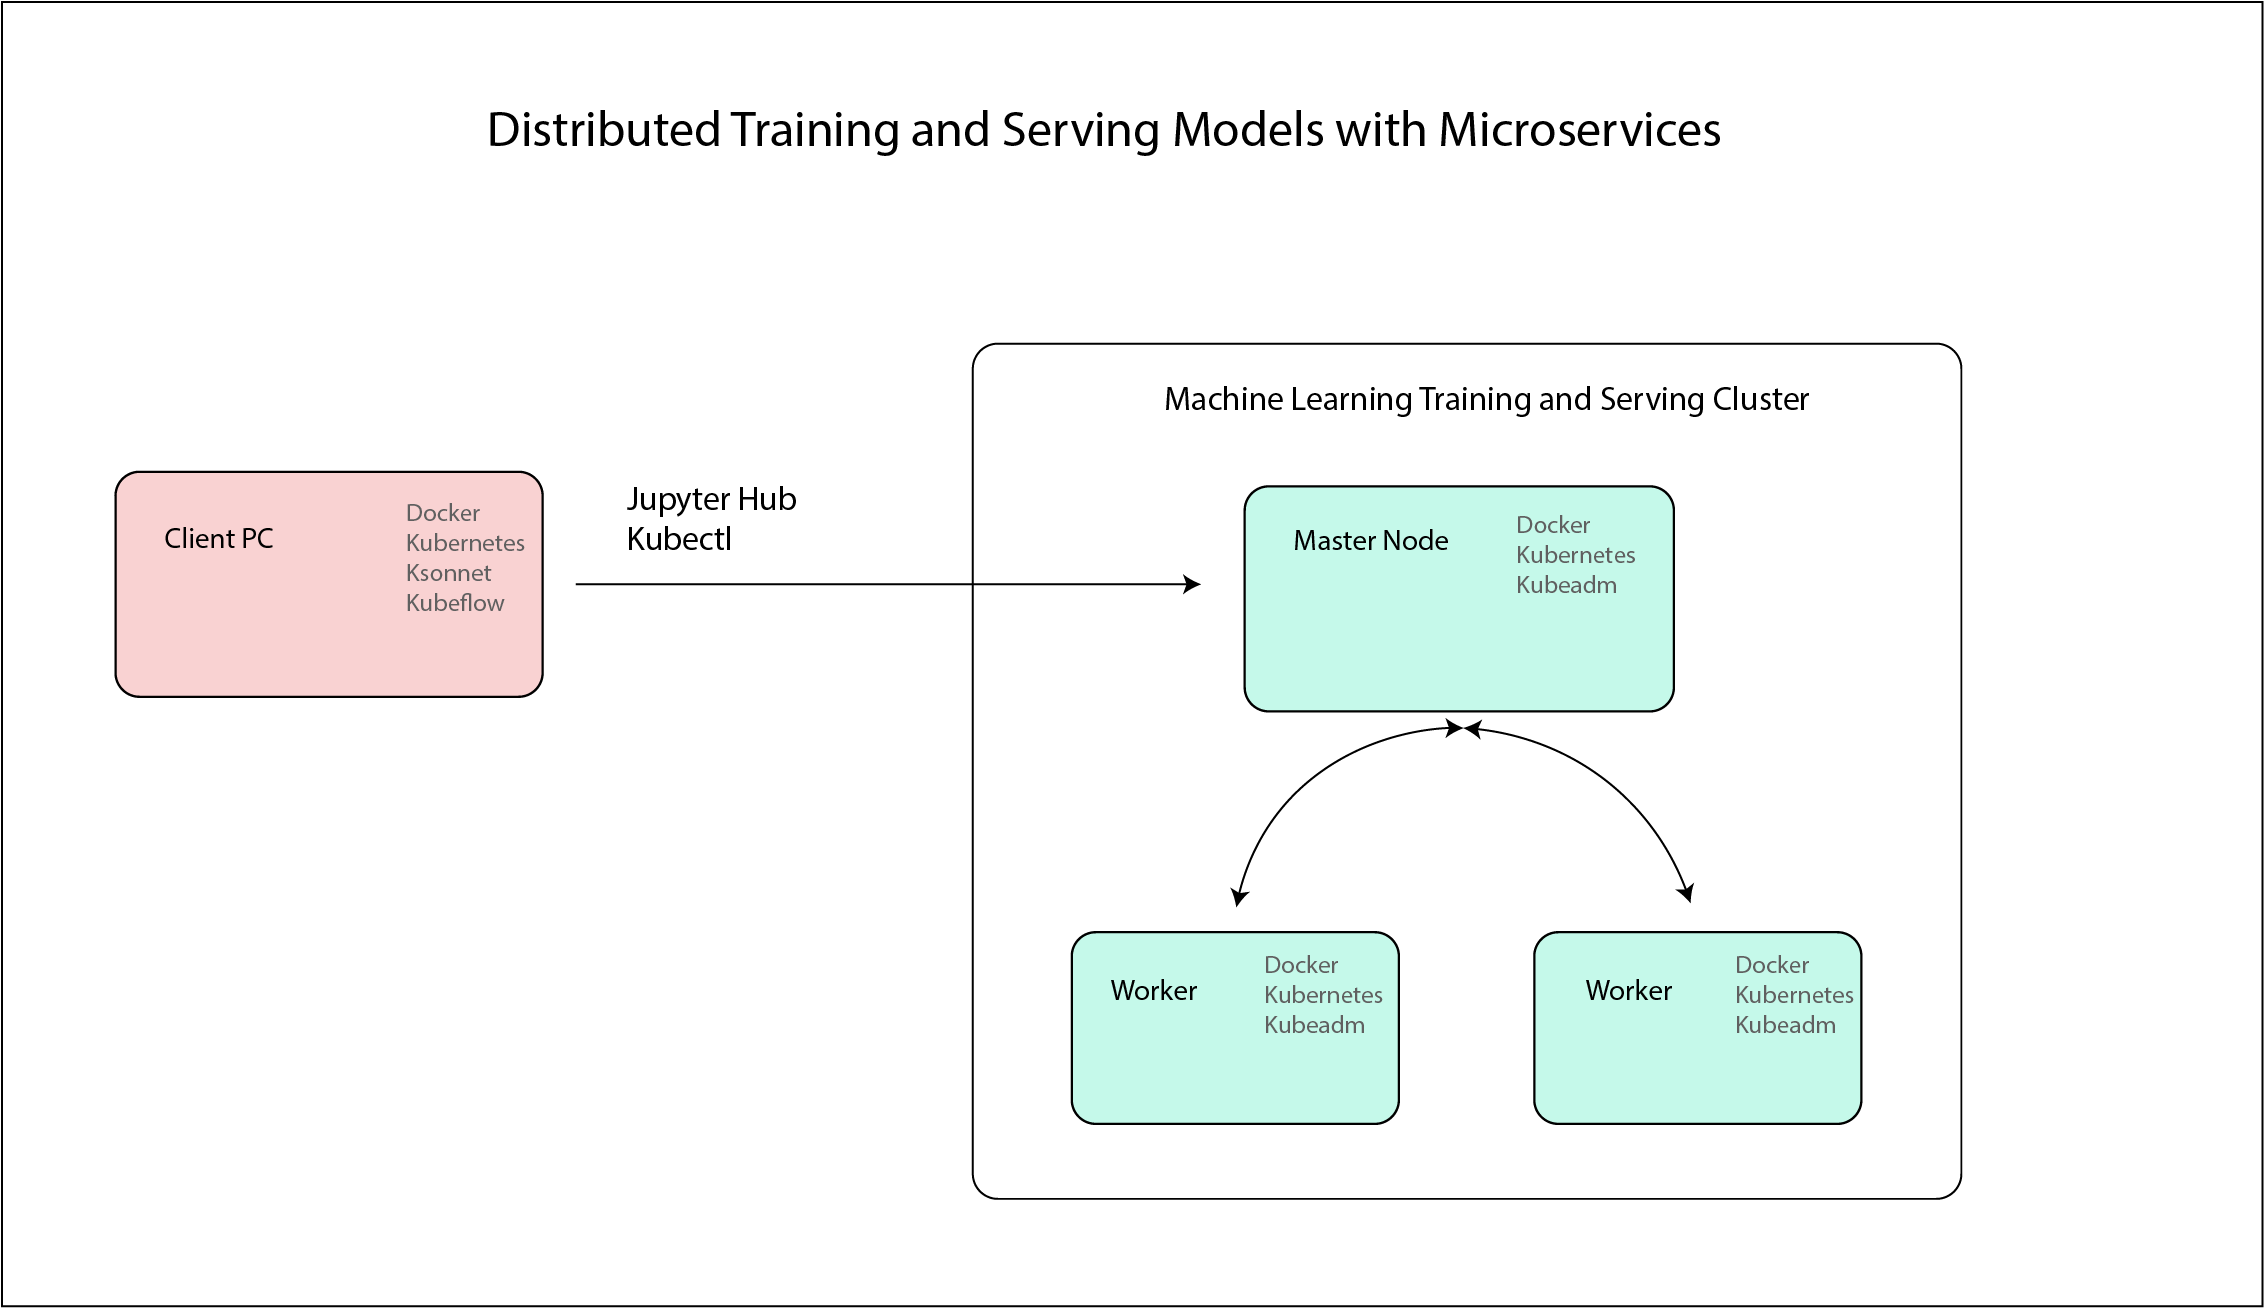 Distributed Training and Serving Models with Microservices
Machine Learning Training and Serving Cluster
Client PC
Docker
Kubernetes
Ksonnet
Kubeflow
Jupyter Hub
Kubectl
Master Node
Docker
Kubernetes
Kubeadm
Worker
Docker
Kubernetes
Kubeadm
Worker
Docker
Kubernetes
Kubeadm